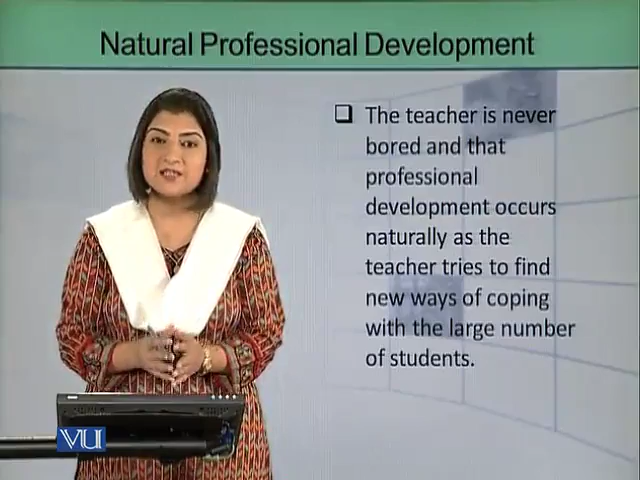 Natural Professional Development
❑ The teacher is never
bored and that
professional
development occurs
naturally as the
teacher tries to find
new ways of coping
with the large number
of students.
VU